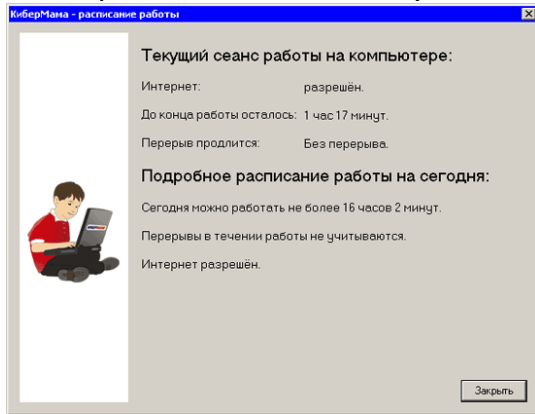 КиберМама - расписание работы
Текущий сеанс работы на компьютере:
Интернет: разрешён.
До конца работы осталось: 1 час 17 минут.
Перерыв продлится: Без перерыва.
Подробное расписание работы на сегодня:
Сегодня можно работать не более 16 часов 2 минут.
Перерывы в течении работы не учитываются.
Интернет разрешён.
Закрыть